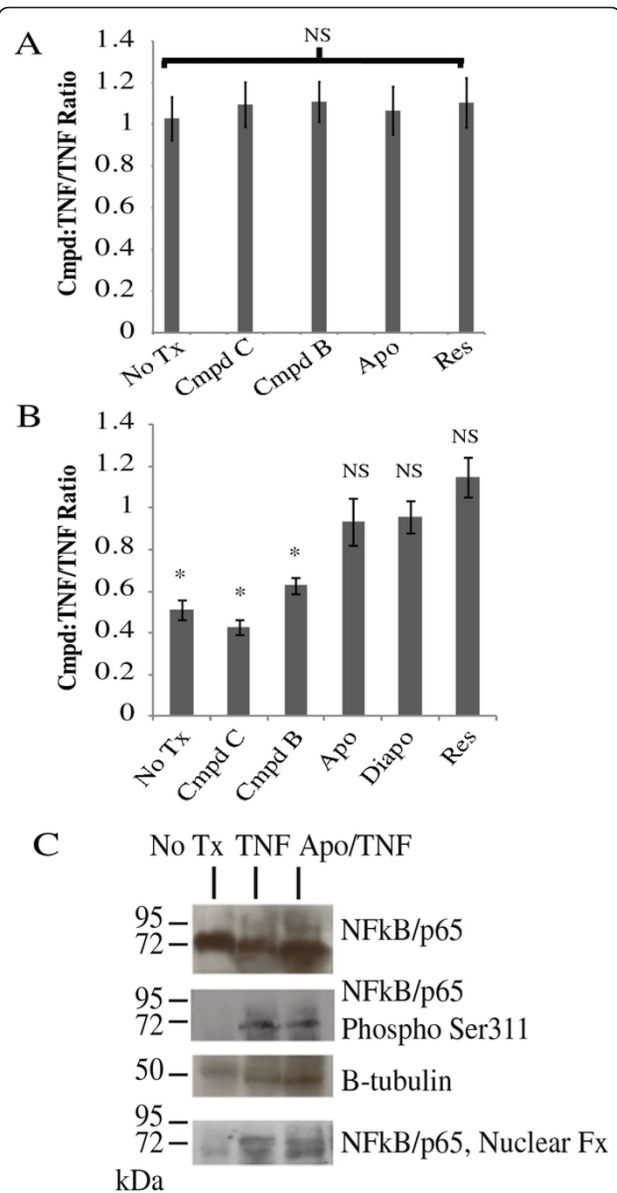 A
NS
Cmpd:TNF/TNF Ratio
1.4
1.2
1
0.8
0.6
0.4
0.2
0
No Tx
Cmpd C
Cmpd B
Apo
Res
B
Cmpd:TNF/TNF Ratio
1.4
1.2
1
0.8
0.6
0.4
0.2
0
*
*
*
NS
NS
NS
No Tx
Cmpd C
Cmpd B
Apo
Diapo
Res
C
No Tx TNF Apo/TNF
95
72
NFkB/p65
95
72
NFkB/p65
Phospho Ser311
50
B-tubulin
95
72
NFkB/p65, Nuclear Fx
kDa